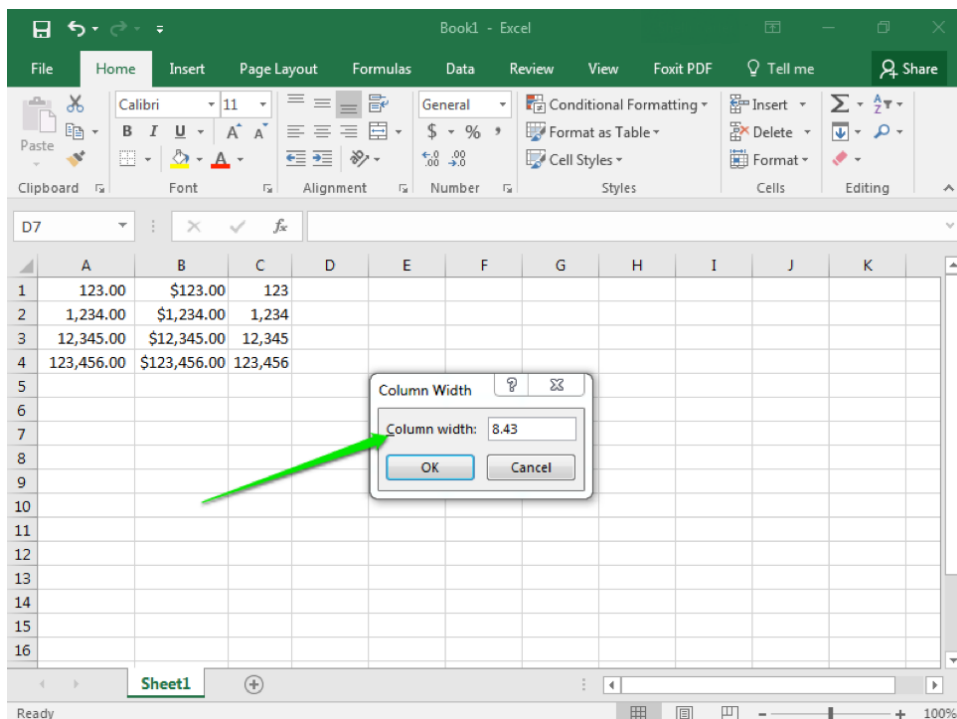 Book1 - Excel
File Home Insert Page Layout Formulas Data Review View Foxit PDF Tell me Share
Calibri 11 General Conditional Formatting Insert
Paste B I U A A $ % , Format as Table Delete
A .0 .00 .00 .0 Cell Styles Format
Clipboard Font Alignment Number Styles Cells Editing
D7 fx
A B C D E F G H I J K
1 123.00 $123.00 123
2 1,234.00 $1,234.00 1,234
3 12,345.00 $12,345.00 12,345
4 123,456.00 $123,456.00 123,456
5
6
7
8
9
10
11
12
13
14
15
16
Column Width ?
Column width: 8.43
OK Cancel
Sheet1
Ready 100%